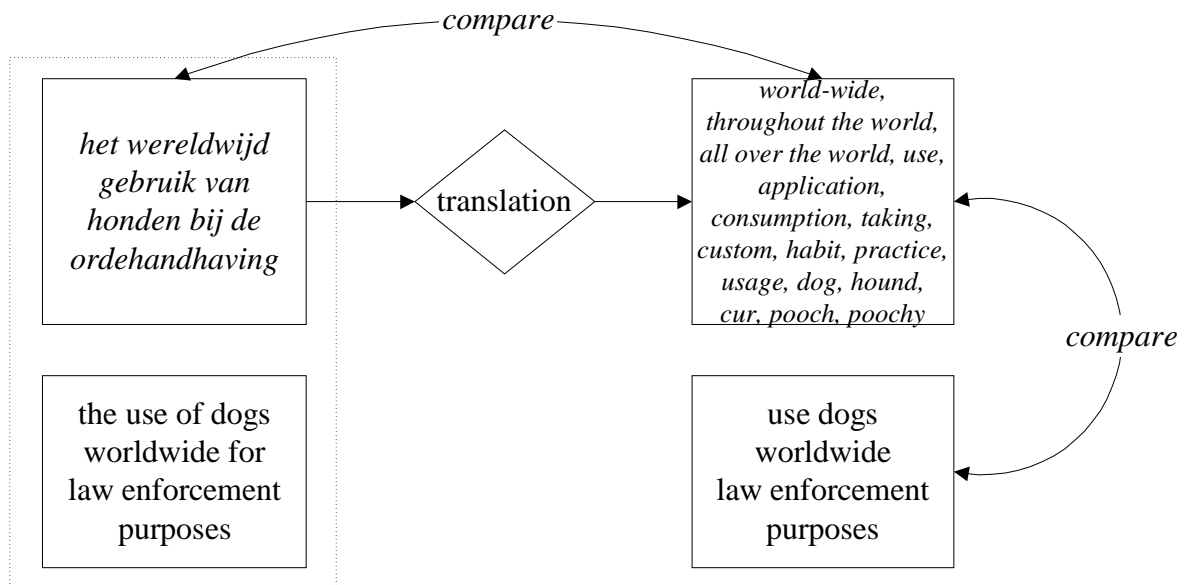 compare
het wereldwijd
gebruik van
honden bij de
ordehandhaving
translation
world-wide,
throughout the world,
all over the world, use,
application,
consumption, taking,
custom, habit, practice,
usage, dog, hound,
cur, pooch, poochy
compare
the use of dogs
worldwide for
law enforcement
purposes
use dogs
worldwide
law enforcement
purposes